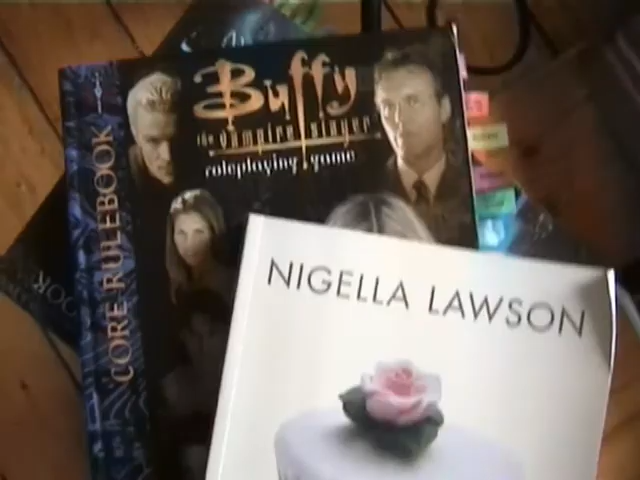 Buffy
the vampire slayer
roleplaying game
CORE RULEBOOK
NIGELLA LAWSON